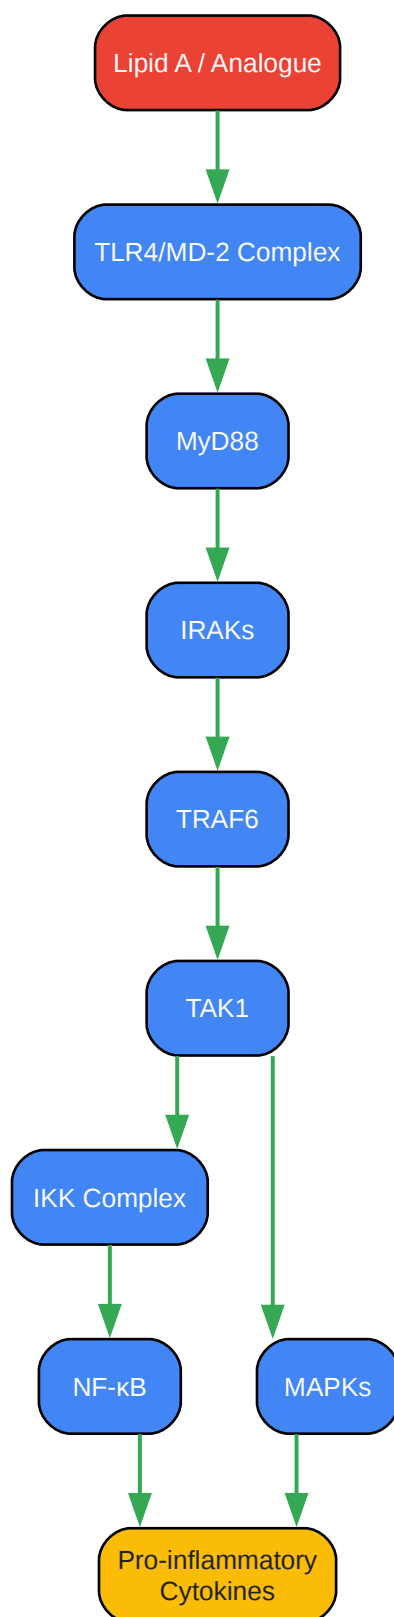 Lipid A / Analogue
TLR4/MD-2 Complex
MyD88
IRAKs
TRAF6
TAK1
IKK Complex
NF-κB
MAPKs
Pro-inflammatory
Cytokines